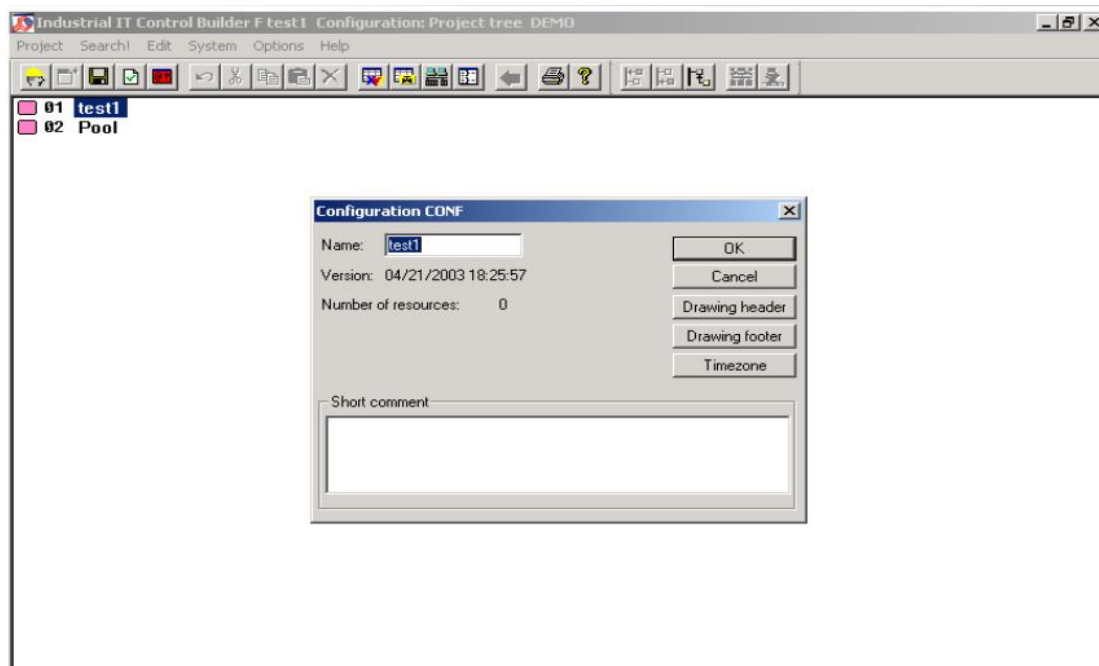 Industrial IT Control Builder F test1 Configuration: Project tree DEMO
Project Search! Edit System Options Help
01 test1
02 Pool
Configuration CONF
Name: test1
OK
Version: 04/21/2003 18:25:57
Cancel
Number of resources: 0
Drawing header
Drawing footer
Timezone
Short comment